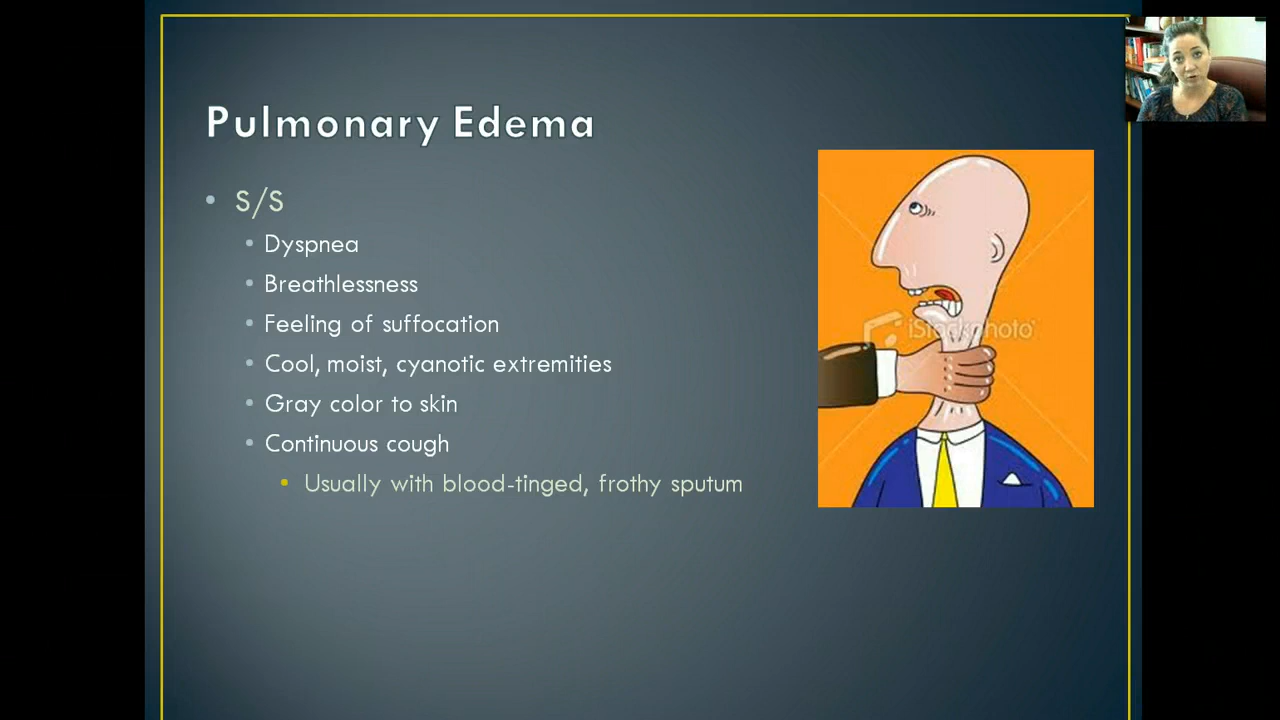 Pulmonary Edema
• S/S
• Dyspnea
• Breathlessness
• Feeling of suffocation
• Cool, moist, cyanotic extremities
• Gray color to skin
• Continuous cough
• Usually with blood-tinged, frothy sputum
iStockphoto